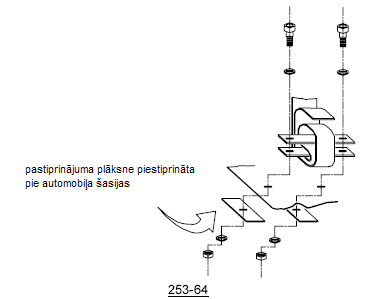 pastiprinājuma plāksne piestiprināta
pie automobiļa šasijas
253-64